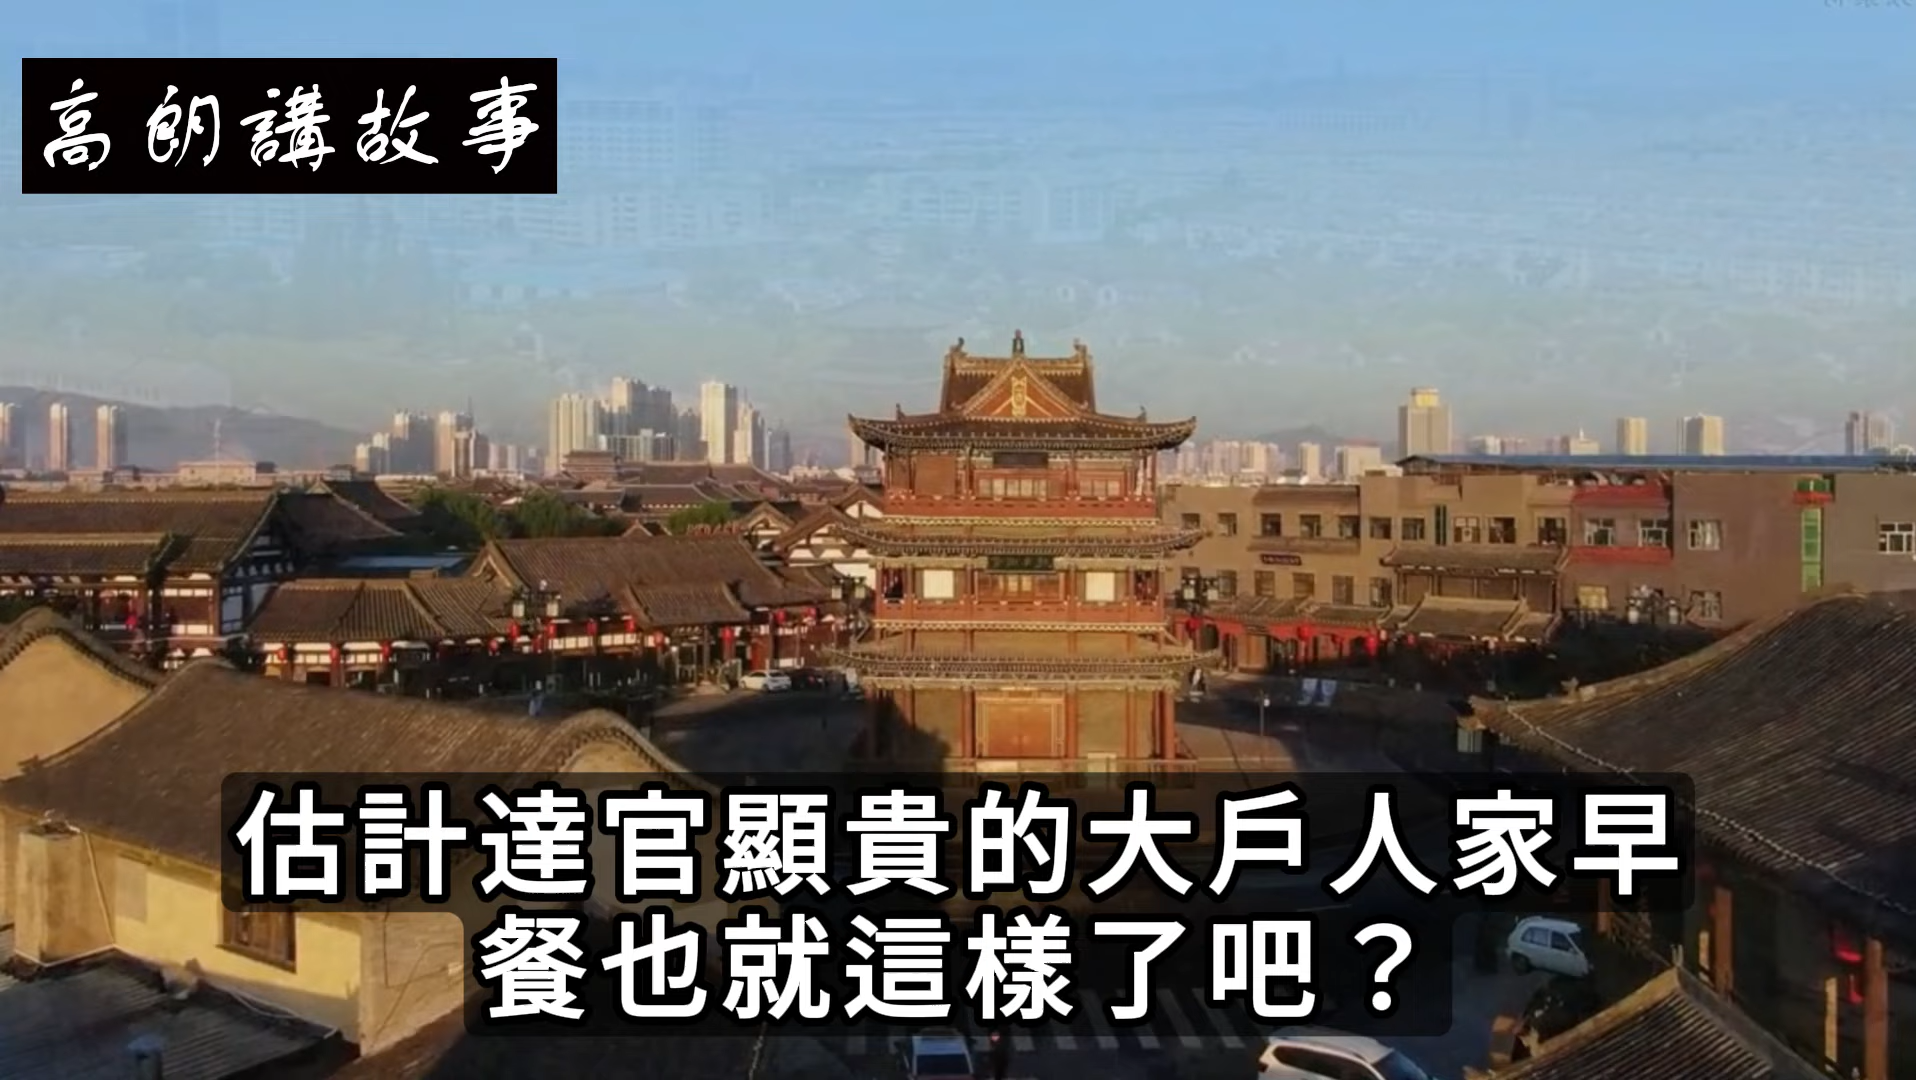 高朗講故事
估計達官顯貴的大戶人家早
餐也就這樣了吧？